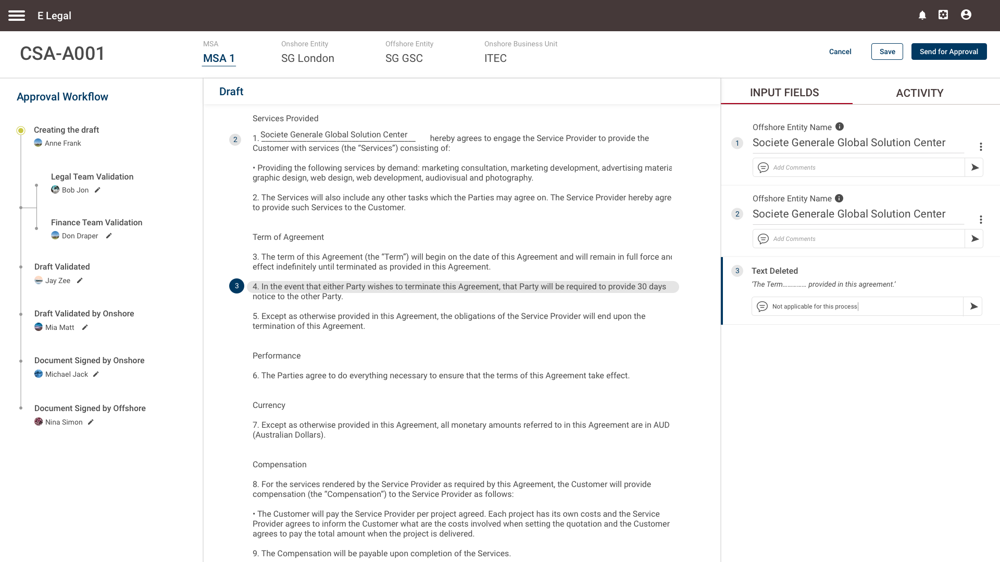 E Legal
CSA-A001
MSA
MSA 1
Onshore Entity
SG London
Offshore Entity
SG GSC
Onshore Business Unit
ITEC
Cancel
Save
Send for Approval
Approval Workflow
Creating the draft
Anne Frank
Legal Team Validation
Bob Jon
Finance Team Validation
Don Draper
Draft Validated
Jay Zee
Draft Validated by Onshore
Mia Matt
Document Signed by Onshore
Michael Jack
Document Signed by Offshore
Nina Simon
Draft
Services Provided
2
1. Societe Generale Global Solution Center hereby agrees to engage the Service Provider to provide the
Customer with services (the “Services”) consisting of:
• Providing the following services by demand: marketing consultation, marketing development, advertising materia
graphic design, web design, web development, audiovisual and photography.
2. The Services will also include any other tasks which the Parties may agree on. The Service Provider hereby agre
to provide such Services to the Customer.
Term of Agreement
3. The term of this Agreement (the “Term”) will begin on the date of this Agreement and will remain in full force and
effect indefinitely until terminated as provided in this Agreement.
3
4. In the event that either Party wishes to terminate this Agreement, that Party will be required to provide 30 days
notice to the other Party.
5. Except as otherwise provided in this Agreement, the obligations of the Service Provider will end upon the
termination of this Agreement.
Performance
6. The Parties agree to do everything necessary to ensure that the terms of this Agreement take effect.
Currency
7. Except as otherwise provided in this Agreement, all monetary amounts referred to in this Agreement are in AUD
(Australian Dollars).
Compensation
8. For the services rendered by the Service Provider as required by this Agreement, the Customer will provide
compensation (the “Compensation”) to the Service Provider as follows:
• The Customer will pay the Service Provider per project agreed. Each project has its own costs and the Service
Provider agrees to inform the Customer what are the costs involved when setting the quotation and the Customer
agrees to pay the total amount when the project is delivered.
9. The Compensation will be payable upon completion of the Services.
INPUT FIELDS
ACTIVITY
Offshore Entity Name
1
Societe Generale Global Solution Center
Add Comments
Offshore Entity Name
2
Societe Generale Global Solution Center
Add Comments
3
Text Deleted
‘The Term…………… provided in this agreement.’
Not applicable for this process